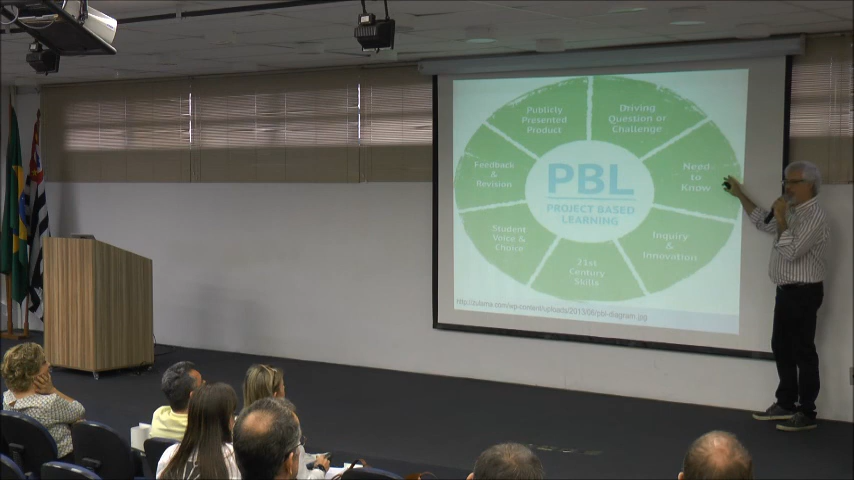 Publicly
Presented
Product
Driving
Question or
Challenge
Need
to
Know
Inquiry
&
Innovation
21st
Century
Skills
Student
Voice &
Choice
Feedback
&
Revision
PBL
PROJECT BASED
LEARNING